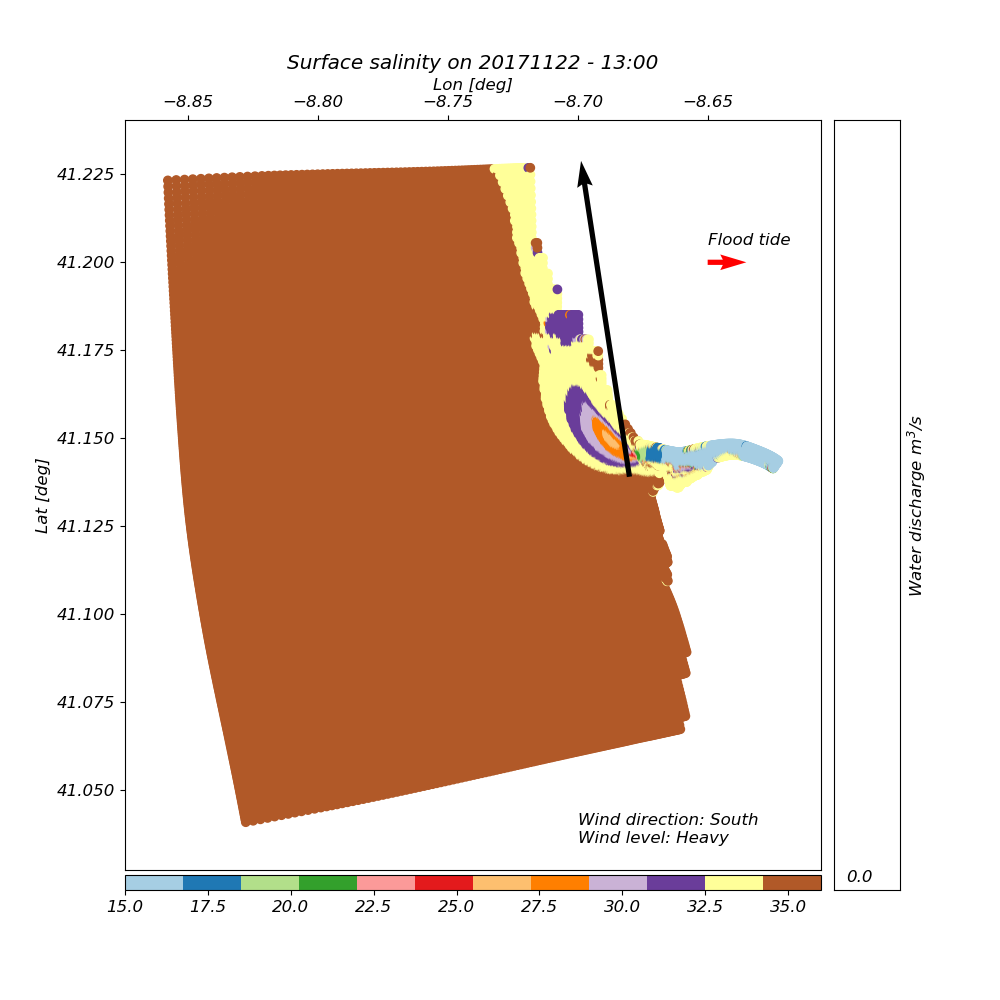 Surface salinity on 20171122 - 13:00
Lon [deg]
−8.85 −8.80 −8.75 −8.70 −8.65
41.225
41.200
41.175
41.150
41.125
41.100
41.075
41.050
Lat [deg]
Flood tide
Wind direction: South
Wind level: Heavy
Water discharge m³/s
0.0
15.0 17.5 20.0 22.5 25.0 27.5 30.0 32.5 35.0